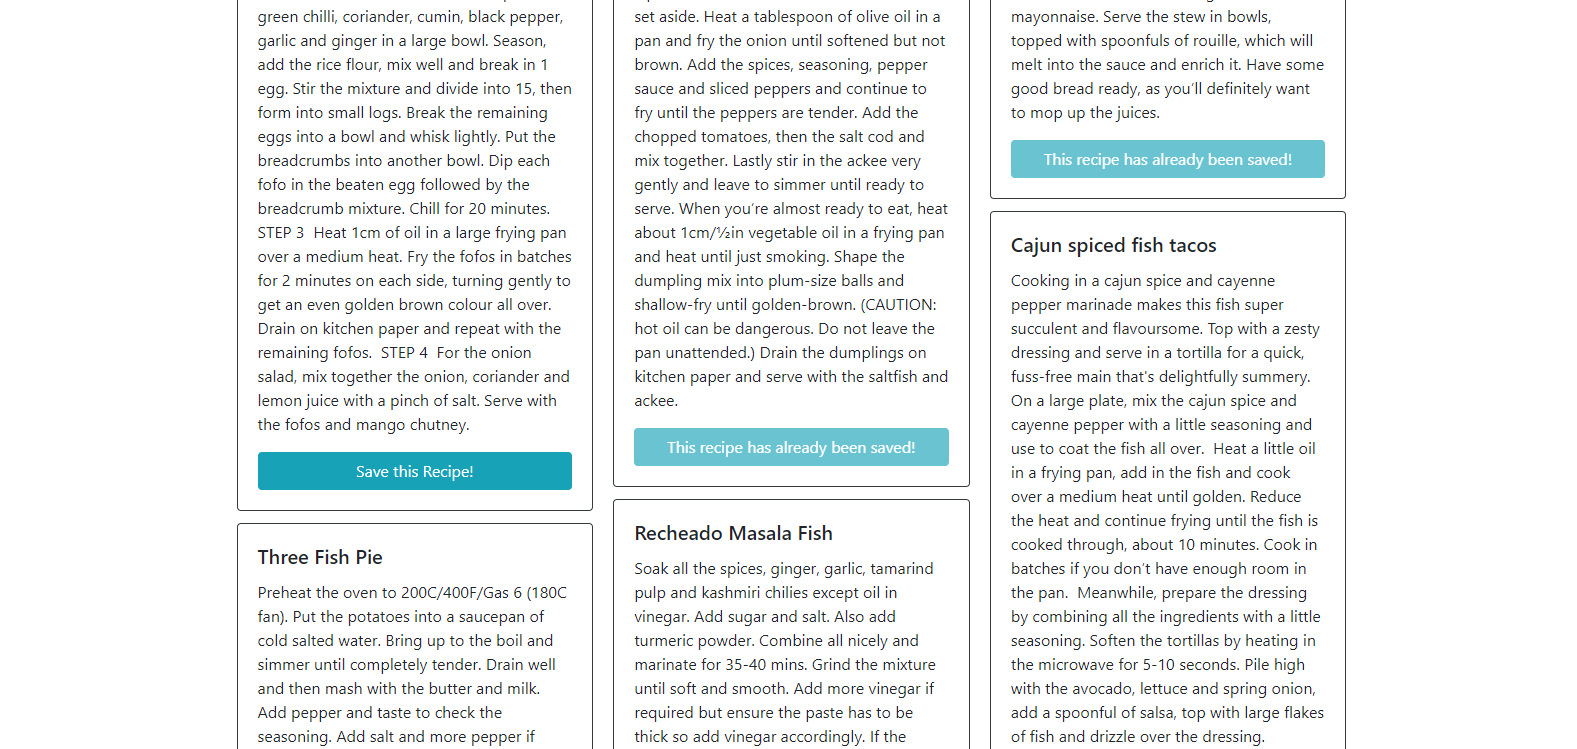 green chilli, coriander, cumin, black pepper,
garlic and ginger in a large bowl. Season,
add the rice flour, mix well and break in 1
egg. Stir the mixture and divide into 15, then
form into small logs. Break the remaining
eggs into a bowl and whisk lightly. Put the
breadcrumbs into another bowl. Dip each
fofo in the beaten egg followed by the
breadcrumb mixture. Chill for 20 minutes.
STEP 3  Heat 1cm of oil in a large frying pan
over a medium heat. Fry the fofos in batches
for 2 minutes on each side, turning gently to
get an even golden brown colour all over.
Drain on kitchen paper and repeat with the
remaining fofos.  STEP 4  For the onion
salad, mix together the onion, coriander and
lemon juice with a pinch of salt. Serve with
the fofos and mango chutney.
Save this Recipe!
Three Fish Pie
Preheat the oven to 200C/400F/Gas 6 (180C
fan). Put the potatoes into a saucepan of
cold salted water. Bring up to the boil and
simmer until completely tender. Drain well
and then mash with the butter and milk.
Add pepper and taste to check the
seasoning. Add salt and more pepper if
set aside. Heat a tablespoon of olive oil in a
pan and fry the onion until softened but not
brown. Add the spices, seasoning, pepper
sauce and sliced peppers and continue to
fry until the peppers are tender. Add the
chopped tomatoes, then the salt cod and
mix together. Lastly stir in the ackee very
gently and leave to simmer until ready to
serve. When you’re almost ready to eat, heat
about 1cm/½in vegetable oil in a frying pan
and heat until just smoking. Shape the
dumpling mix into plum-size balls and
shallow-fry until golden-brown. (CAUTION:
hot oil can be dangerous. Do not leave the
pan unattended.) Drain the dumplings on
kitchen paper and serve with the saltfish and
ackee.
This recipe has already been saved!
Recheado Masala Fish
Soak all the spices, ginger, garlic, tamarind
pulp and kashmiri chilies except oil in
vinegar. Add sugar and salt. Also add
turmeric powder. Combine all nicely and
marinate for 35-40 mins. Grind the mixture
until soft and smooth. Add more vinegar if
required but ensure the paste has to be
thick so add vinegar accordingly. If the
mayonnaise. Serve the stew in bowls,
topped with spoonfuls of rouille, which will
melt into the sauce and enrich it. Have some
good bread ready, as you’ll definitely want
to mop up the juices.
This recipe has already been saved!
Cajun spiced fish tacos
Cooking in a cajun spice and cayenne
pepper marinade makes this fish super
succulent and flavoursome. Top with a zesty
dressing and serve in a tortilla for a quick,
fuss-free main that's delightfully summery.
On a large plate, mix the cajun spice and
cayenne pepper with a little seasoning and
use to coat the fish all over.  Heat a little oil
in a frying pan, add in the fish and cook
over a medium heat until golden. Reduce
the heat and continue frying until the fish is
cooked through, about 10 minutes. Cook in
batches if you don’t have enough room in
the pan.  Meanwhile, prepare the dressing
by combining all the ingredients with a little
seasoning. Soften the tortillas by heating in
the microwave for 5-10 seconds. Pile high
with the avocado, lettuce and spring onion,
add a spoonful of salsa, top with large flakes
of fish and drizzle over the dressing.